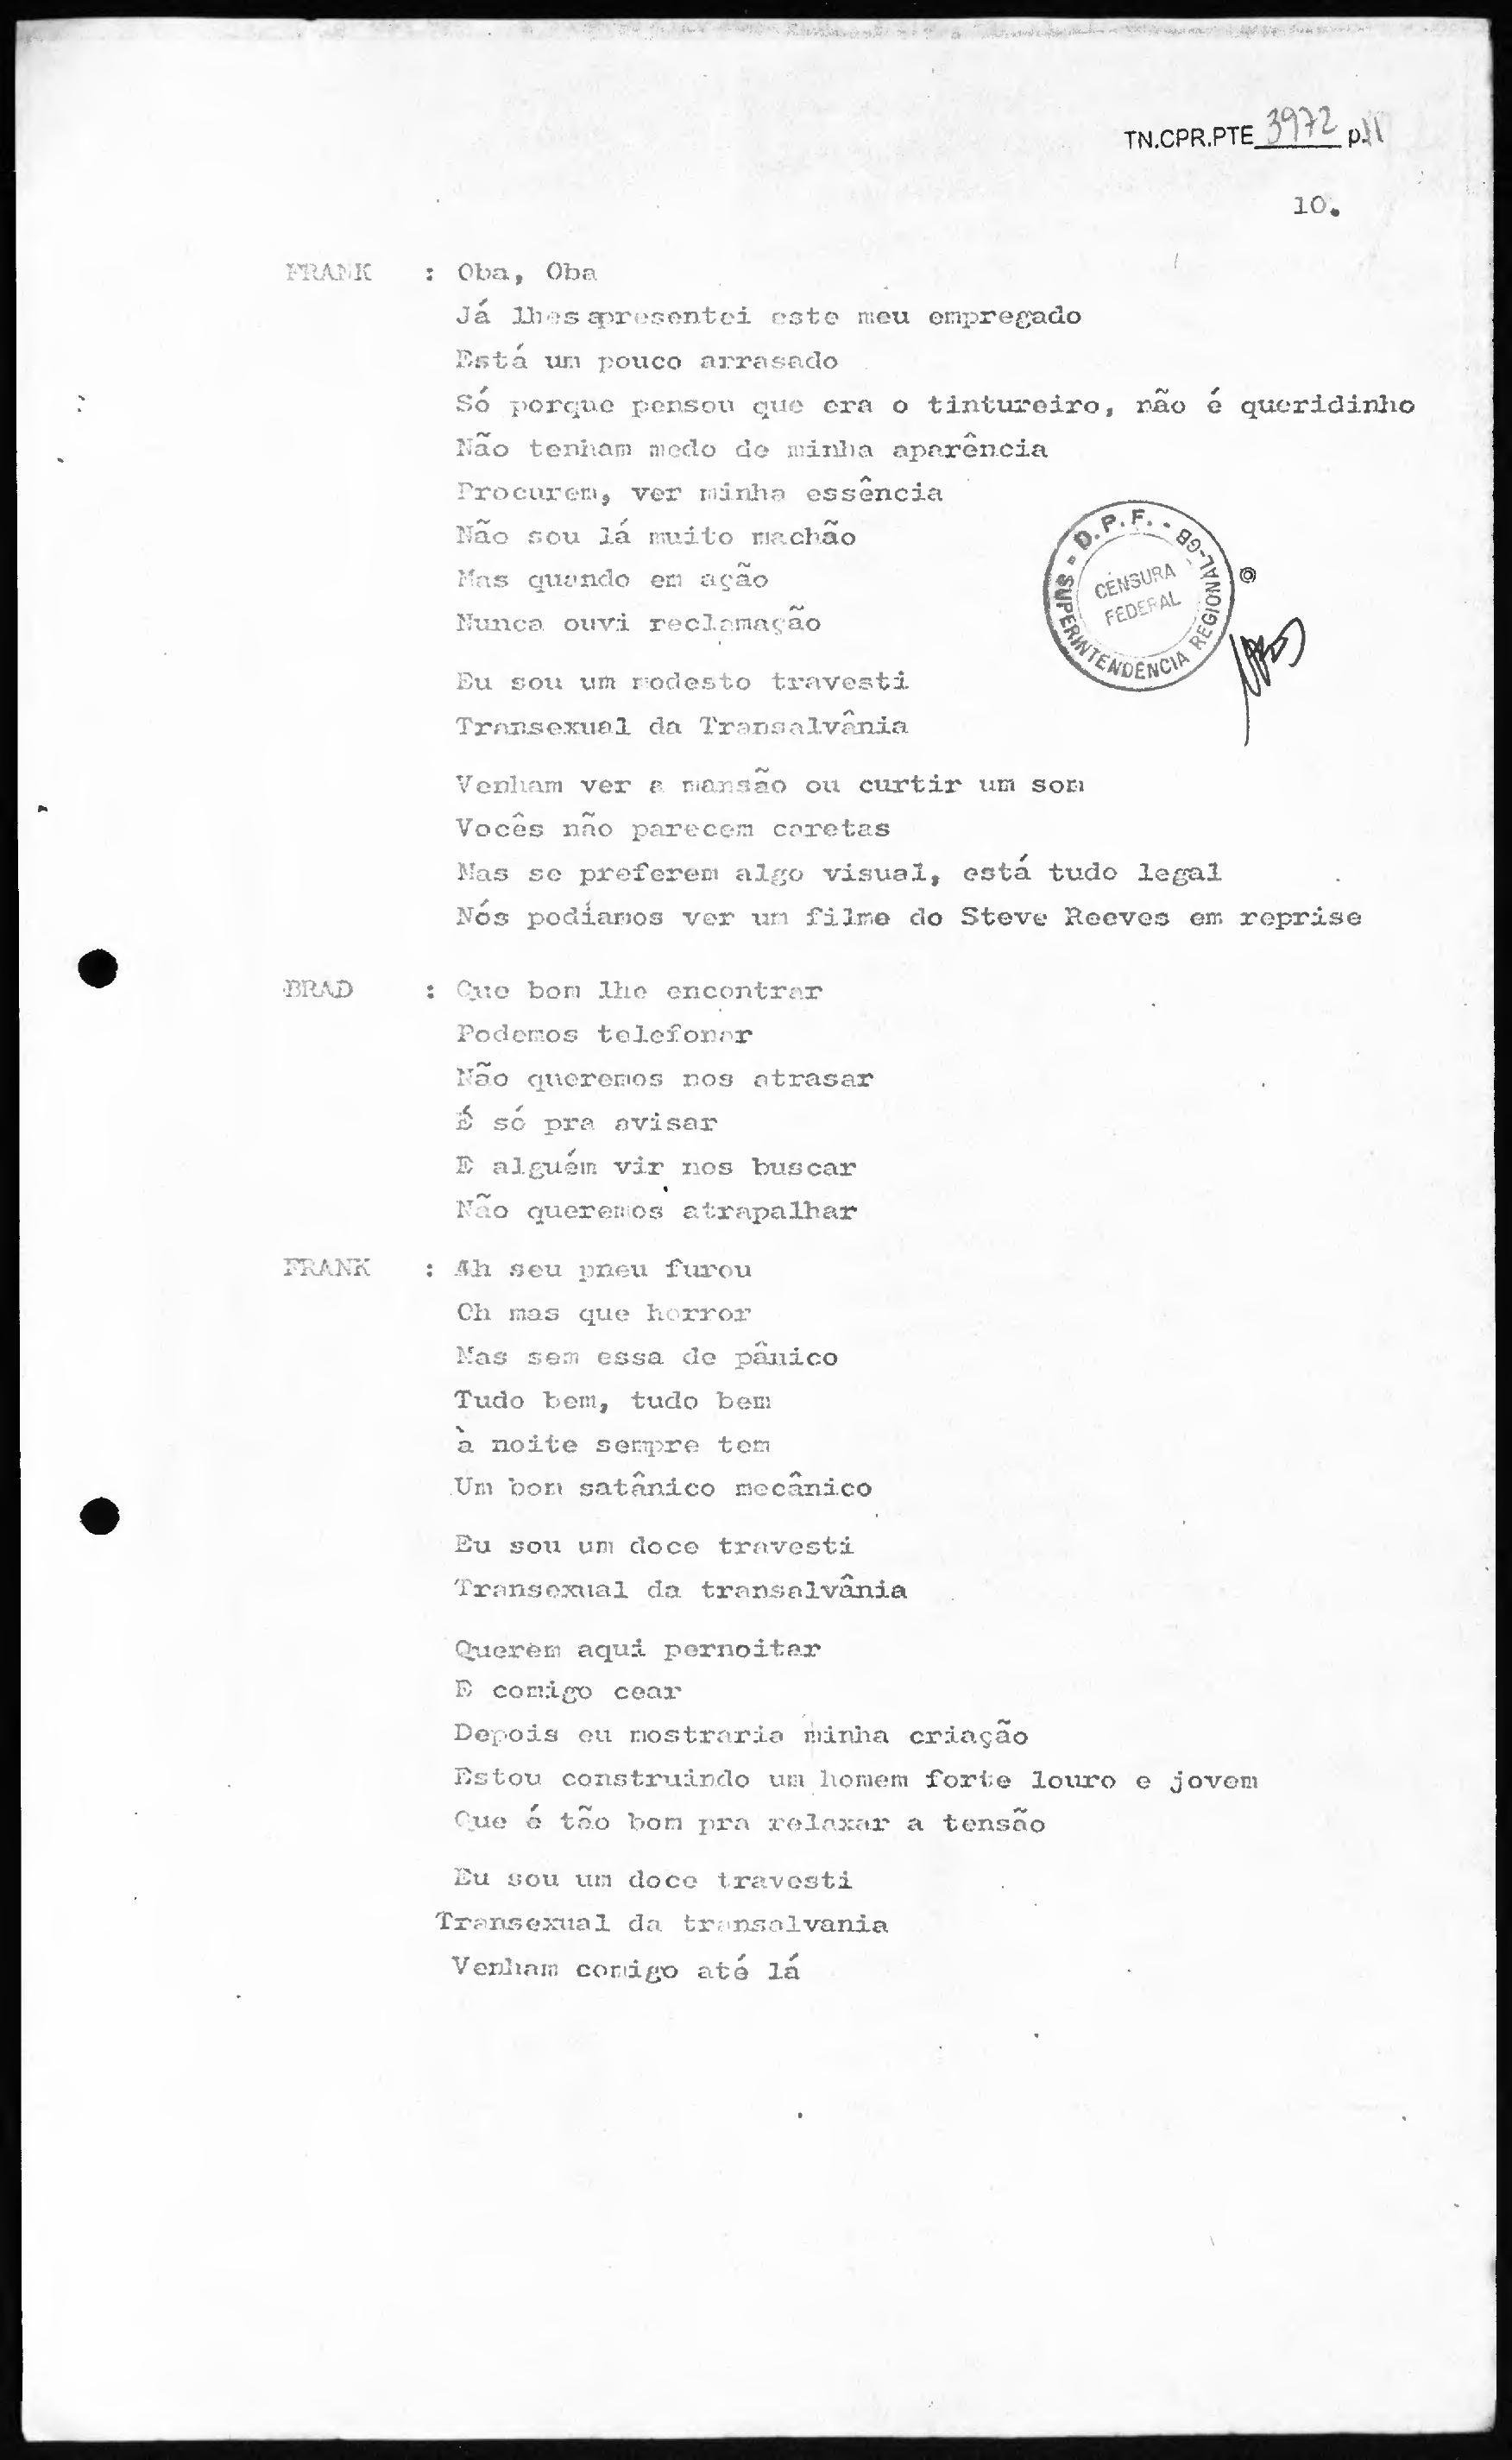 TN.CPR.PTE 3972 p.11
10.
FRANK : Oba, Oba
Já lhes apresentei este meu empregado
Está um pouco arrasado
Só porque pensou que era o tintureiro, não é queridinho
Não tenham medo de minha aparência
Procurem, ver minha essência
Não sou lá muito machão
Mas quando em ação
Nunca ouvi reclamação
Eu sou um modesto travesti
Transexual da Transalvânia
Venham ver a mansão ou curtir um som
Vocês não parecem caretas
Mas se preferem algo visual, está tudo legal
Nós podíamos ver um filme do Steve Reeves em reprise
BRAD : Que bom lhe encontrar
Podemos telefonar
Não queremos nos atrasar
É só pra avisar
E alguém vir nos buscar
Não queremos atrapalhar
FRANK : Ah seu pneu furou
Oh mas que horror
Mas sem essa de pânico
Tudo bem, tudo bem
à noite sempre tem
Um bom satânico mecânico
Eu sou um doce travesti
Transexual da transalvânia
Querem aqui pernoitar
E comigo cear
Depois eu mostraria minha criação
Estou construindo um homem forte louro e jovem
Que é tão bom pra relaxar a tensão
Eu sou um doce travesti
Transexual da transalvania
Venham comigo até lá
D.P.F. - SUPERINTENDÊNCIA REGIONAL-GB
CENSURA
FEDERAL